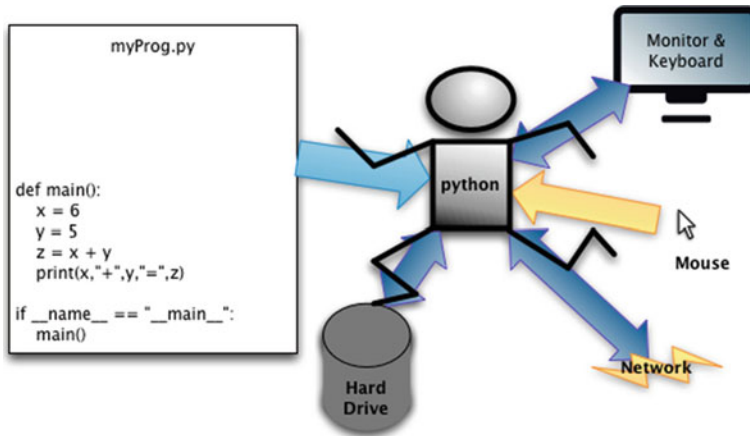 myProg.py
def main():
x = 6
y = 5
z = x + y
print(x,"+",y,"=",z)
if __name__ == "__main__":
main()
python
Monitor &
Keyboard
Mouse
Network
Hard
Drive